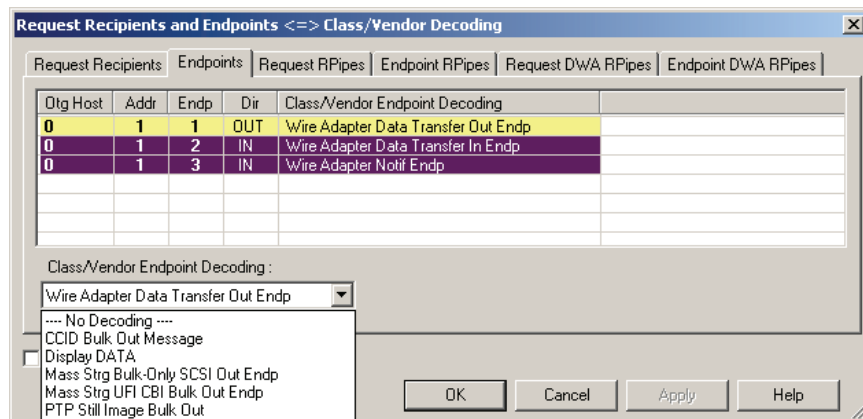 Request Recipients and Endpoints <=> Class/Vendor Decoding
Request Recipients Endpoints Request RPipes Endpoint RPipes Request DWA RPipes Endpoint DWA RPipes
Otg Host Addr Endp Dir Class/Vendor Endpoint Decoding
0 1 1 OUT Wire Adapter Data Transfer Out Endp
0 1 2 IN Wire Adapter Data Transfer In Endp
0 1 3 IN Wire Adapter Notif Endp
Class/Vendor Endpoint Decoding :
Wire Adapter Data Transfer Out Endp
---- No Decoding ----
CCID Bulk Out Message
Display DATA
Mass Strg Bulk-Only SCSI Out Endp
Mass Strg UFI CBI Bulk Out Endp
PTP Still Image Bulk Out
OK Cancel Apply Help